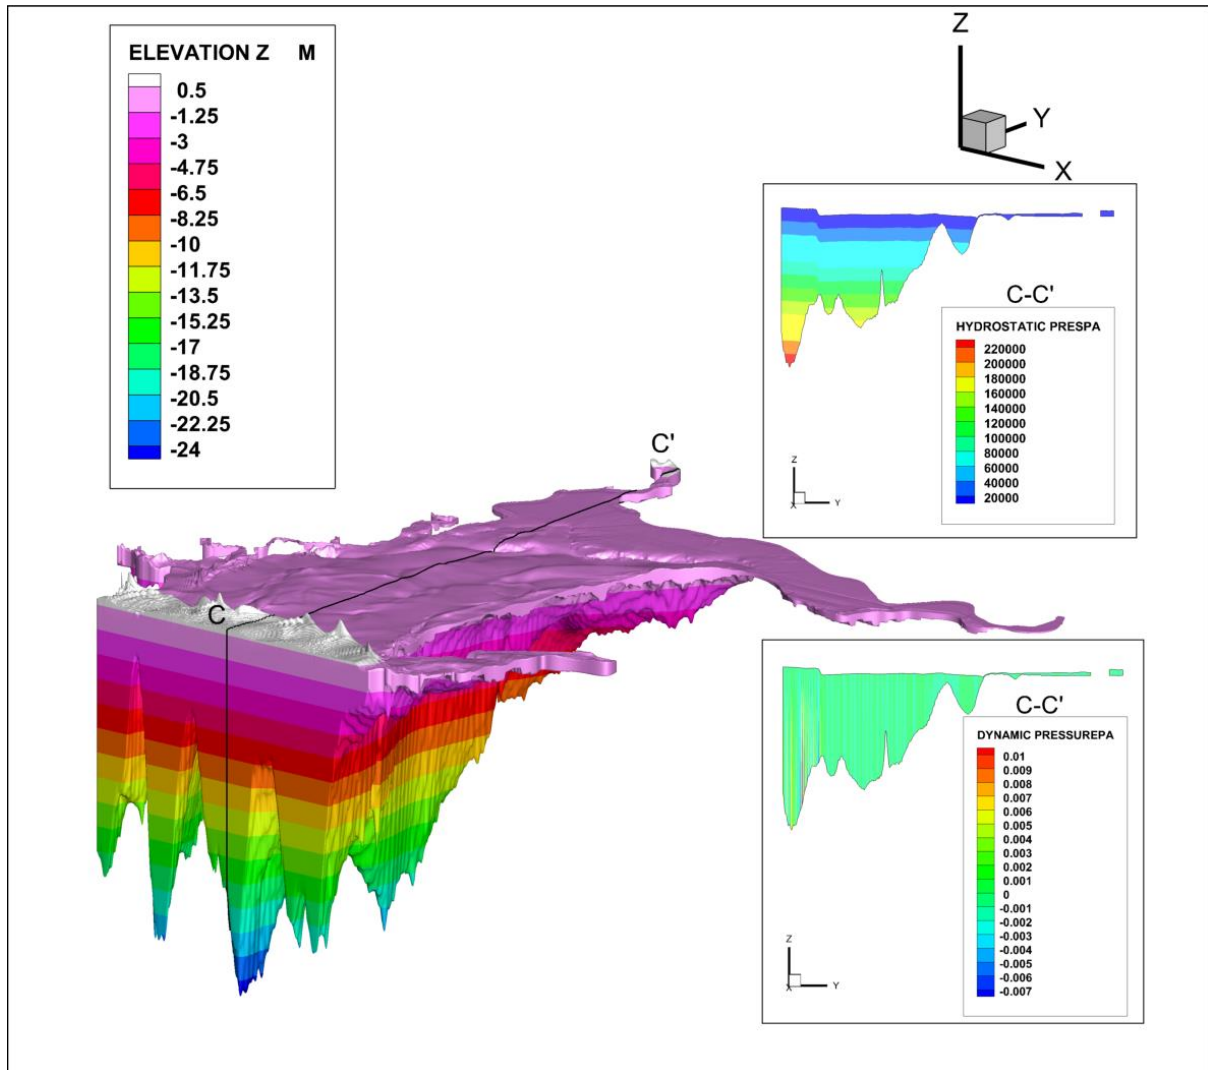 ELEVATION Z M
0.5
-1.25
-3
-4.75
-6.5
-8.25
-10
-11.75
-13.5
-15.25
-17
-18.75
-20.5
-22.25
-24
Z
Y
X
C-C'
HYDROSTATIC PRESPA
220000
200000
180000
160000
140000
120000
100000
80000
60000
40000
20000
Z
X
Y
C'
C
C-C'
DYNAMIC PRESSUREPA
0.01
0.009
0.008
0.007
0.006
0.005
0.004
0.003
0.002
0.001
0
-0.001
-0.002
-0.003
-0.004
-0.005
-0.006
-0.007
Z
X
Y